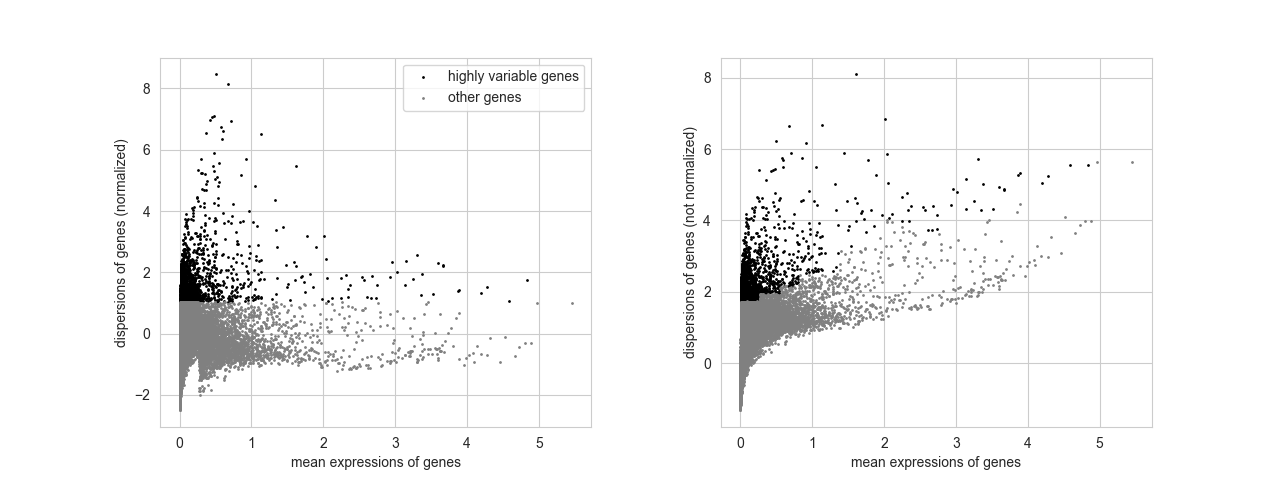 highly variable genes
other genes
dispersions of genes (normalized)
8
6
4
2
0
−2
0 1 2 3 4 5
mean expressions of genes
dispersions of genes (not normalized)
8
6
4
2
0
0 1 2 3 4 5
mean expressions of genes